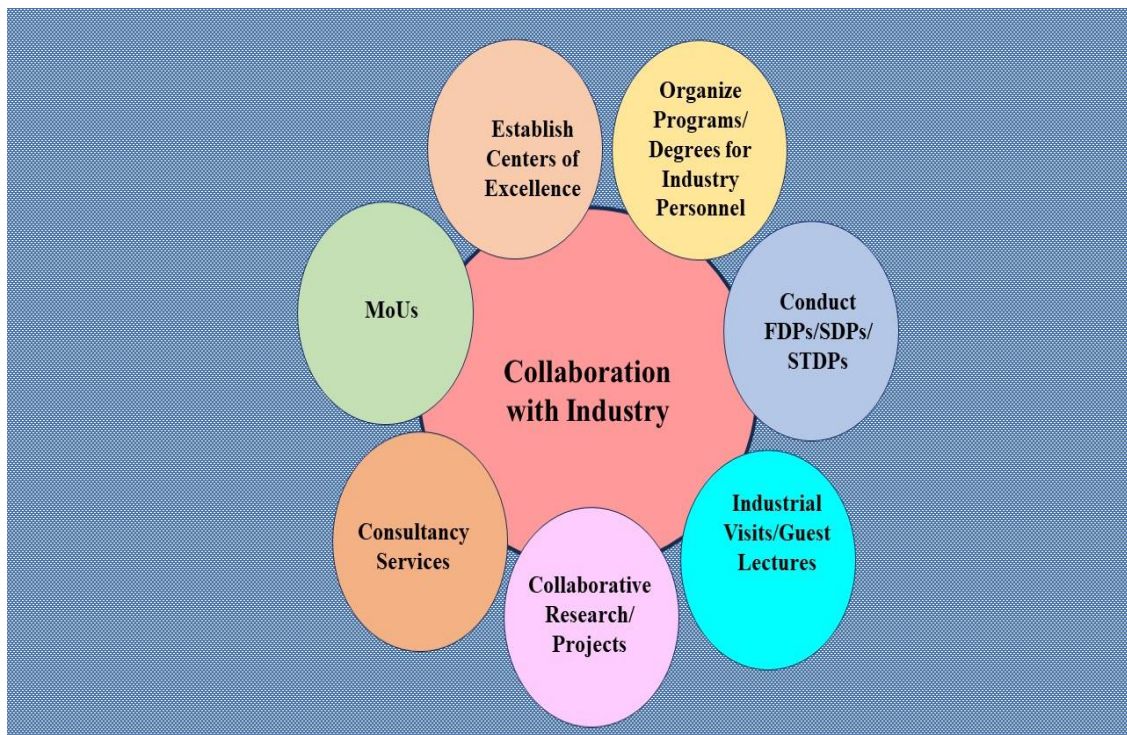 Establish
Centers of
Excellence
Organize
Programs/
Degrees for
Industry
Personnel
MoUs
Conduct
FDPs/SDPs/
STDPs
Collaboration
with Industry
Consultancy
Services
Industrial
Visits/Guest
Lectures
Collaborative
Research/
Projects